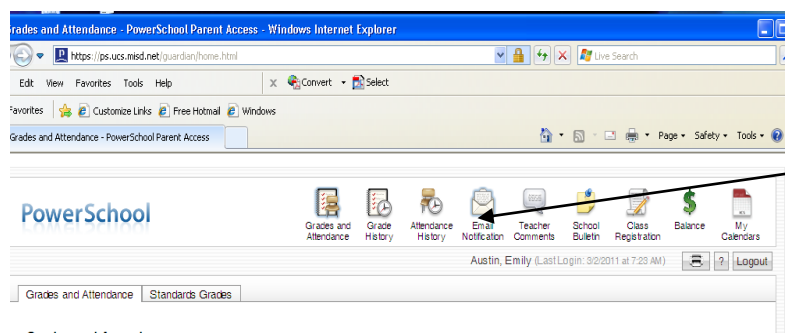 Grades and Attendance - PowerSchool Parent Access - Windows Internet Explorer
https://ps.ucs.misd.net/guardian/home.html
Live Search
Edit View Favorites Tools Help
x Convert Select
Favorites Customize Links Free Hotmail Windows
Grades and Attendance - PowerSchool Parent Access
Page Safety Tools
PowerSchool
Grades and Attendance
Grade History
Attendance History
Email Notification
Teacher Comments
School Bulletin
Class Registration
$ Balance
My Calendars
Austin, Emily (Last Login: 3/2/2011 at 7:23 AM) ? Logout
Grades and Attendance Standards Grades